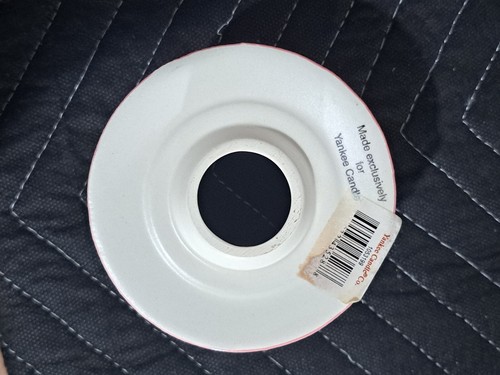 Made exclusively
for
Yankee Candle
Yankee Candle® Co.